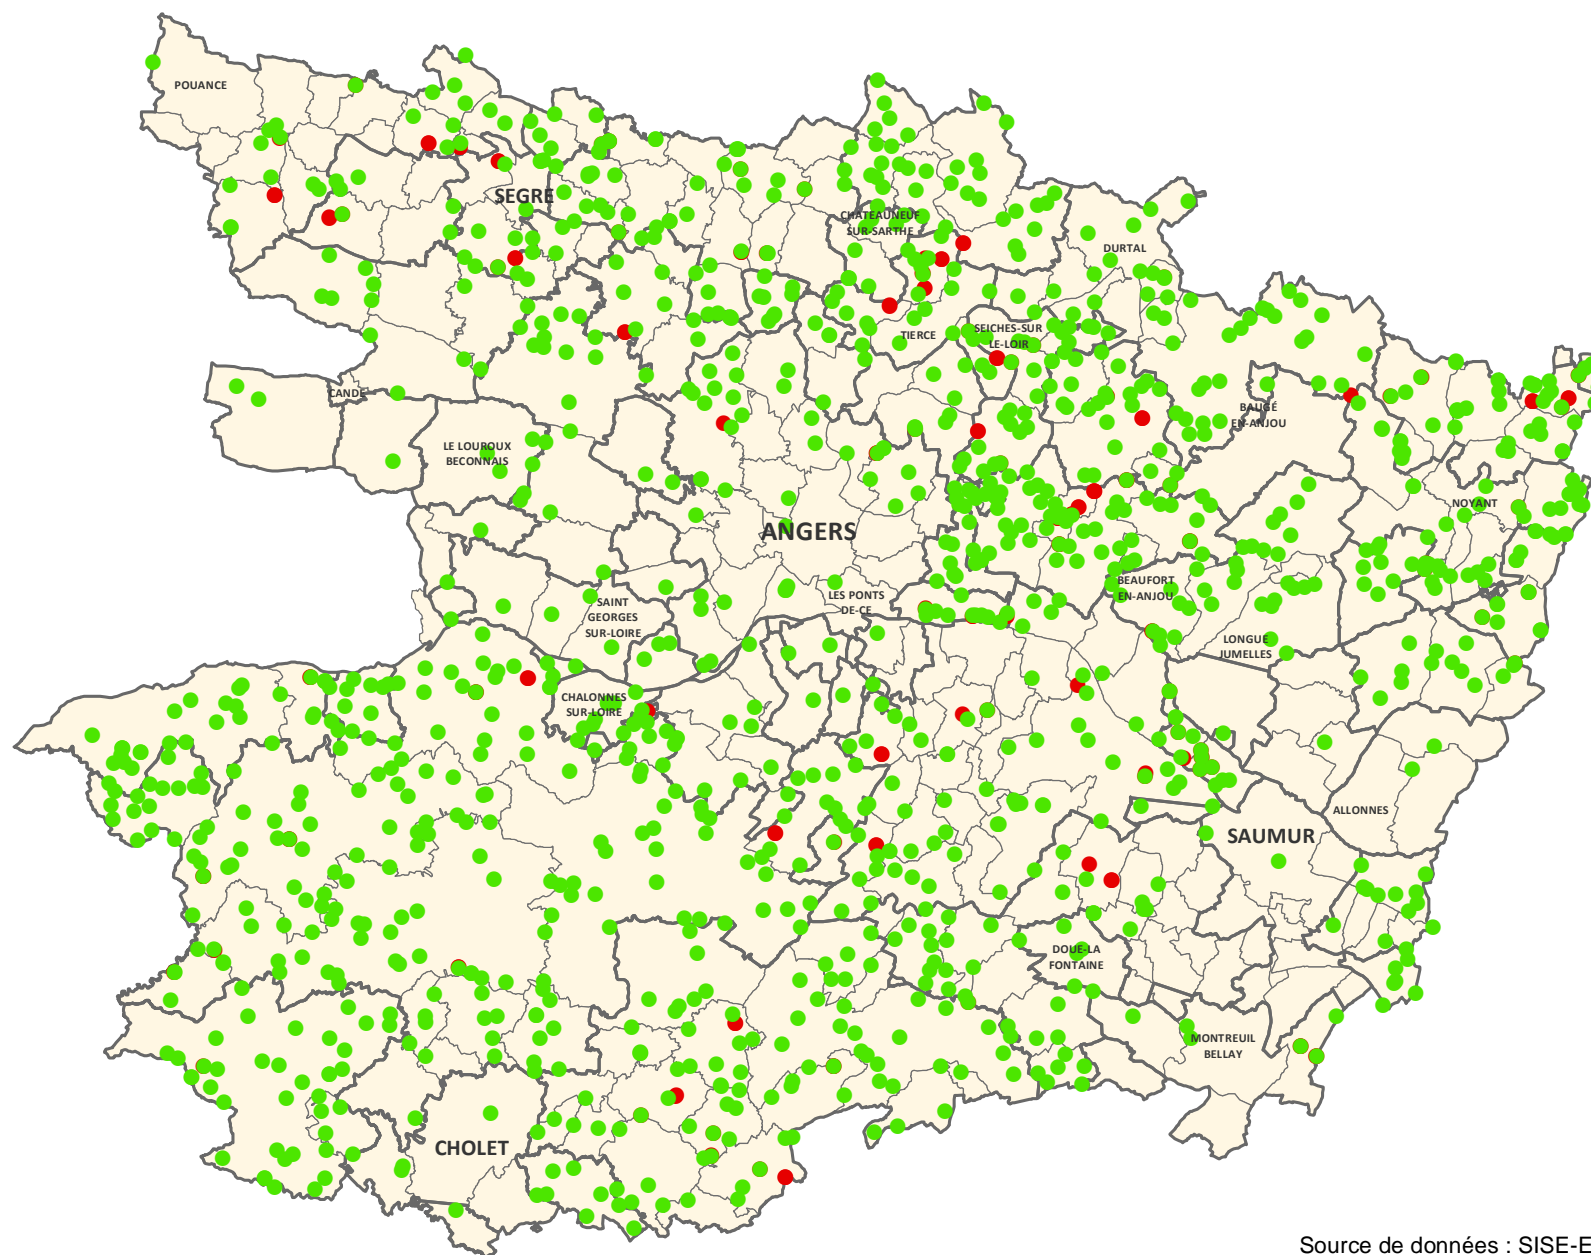 POUANCE
SEGRE
CHATEAUNEUF
SUR-SARTHE
DURTAL
TIERCE
SEICHES-SUR
LE-LOIR
CANDE
BAUGÉ
EN-ANJOU
LE LOUROUX
BECONNAIS
NOYANT
ANGERS
BEAUFORT
EN-ANJOU
LES PONTS
DE-CE
SAINT
GEORGES
SUR-LOIRE
LONGUE
JUMELLES
CHALONNES
SUR-LOIRE
ALLONNES
SAUMUR
DOUE-LA
FONTAINE
MONTREUIL
BELLAY
CHOLET
Source de données : SISE-E